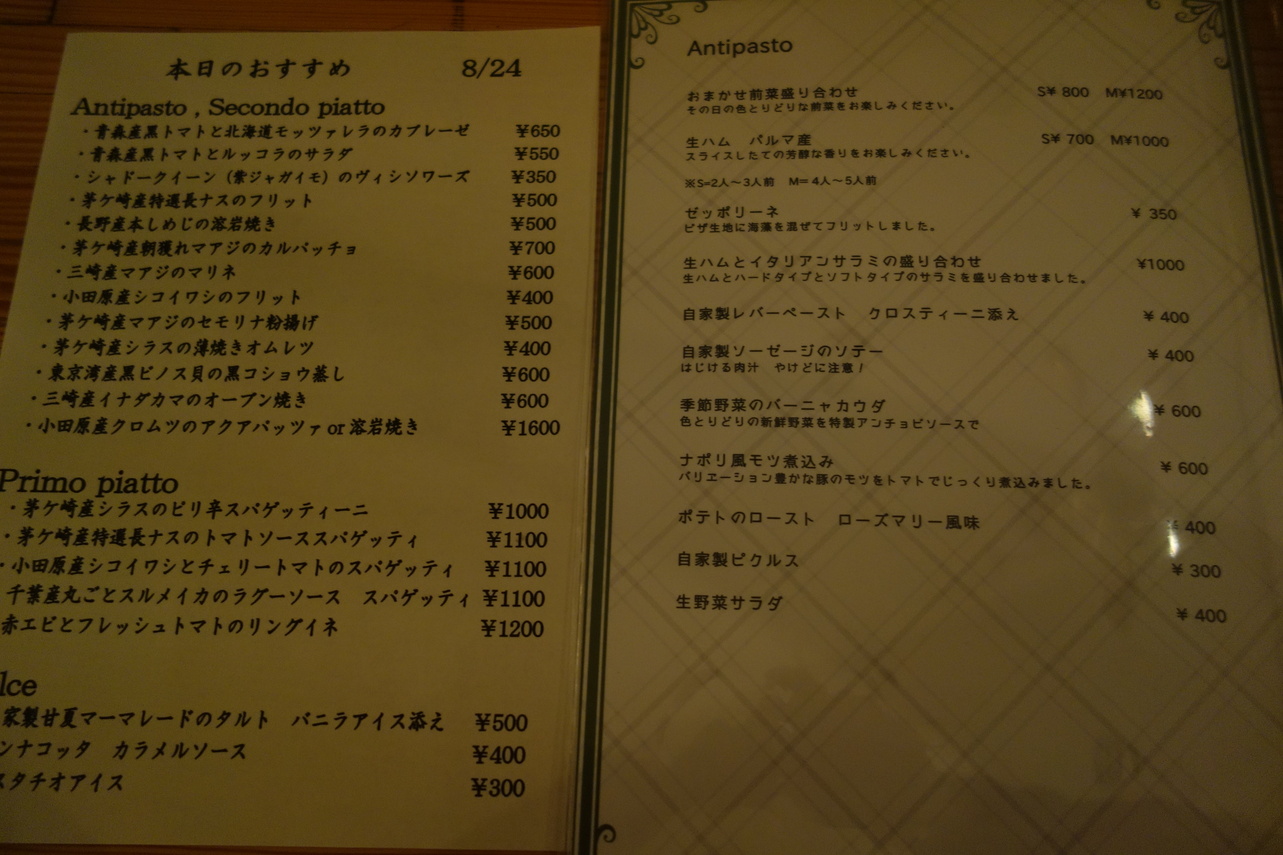 本日のおすすめ 8/24
Antipasto , Secondo piatto
・青森産黒トマトと北海道モッツァレラのカプレーゼ ¥650
・青森産黒トマトとルッコラのサラダ ¥550
・シャドークイーン（紫ジャガイモ）のヴィシソワーズ ¥350
・茅ケ崎産特選長ナスのフリット ¥500
・長野産本しめじの溶岩焼き ¥500
・茅ケ崎産朝獲れマアジのカルパッチョ ¥700
・三崎産マアジのマリネ ¥600
・小田原産シコイワシのフリット ¥400
・茅ケ崎産マアジのセモリナ粉揚げ ¥500
・茅ケ崎産シラスの薄焼きオムレツ ¥400
・東京湾産黒ピノス貝の黒コショウ蒸し ¥600
・三崎産イナダカマのオーブン焼き ¥600
・小田原産クロムツのアクアパッツァ or 溶岩焼き ¥1600
Primo piatto
・茅ケ崎産シラスのピリ辛スパゲッティーニ ¥1000
・茅ケ崎産特選長ナスのトマトソーススパゲッティ ¥1100
・小田原産シコイワシとチェリートマトのスパゲッティ ¥1100
千葉産丸ごとスルメイカのラグーソース スパゲッティ ¥1100
赤エビとフレッシュトマトのリングイネ ¥1200
lce
家製甘夏マーマレードのタルト バニラアイス添え ¥500
ンナコッタ カラメルソース ¥400
スタチオアイス ¥300
Antipasto
おまかせ前菜盛り合わせ S¥ 800 M¥1200
その日の色とりどりな前菜をお楽しみください。
生ハム パルマ産 S¥ 700 M¥1000
スライスしたての芳醇な香りをお楽しみください。
※S=2人～3人前 M= 4人～5人前
ゼッポリーネ ¥ 350
ピザ生地に海藻を混ぜてフリットしました。
生ハムとイタリアンサラミの盛り合わせ ¥1000
生ハムとハードタイプとソフトタイプのサラミを盛り合わせました。
自家製レバーペースト クロスティーニ添え ¥ 400
自家製ソーセージのソテー ¥ 400
はじける肉汁 やけどに注意！
季節野菜のバーニャカウダ ¥ 600
色とりどりの新鮮野菜を特製アンチョビソースで
ナポリ風モツ煮込み ¥ 600
バリエーション豊かな豚のモツをトマトでじっくり煮込みました。
ポテトのロースト ローズマリー風味 ¥ 400
自家製ピクルス ¥ 300
生野菜サラダ ¥ 400